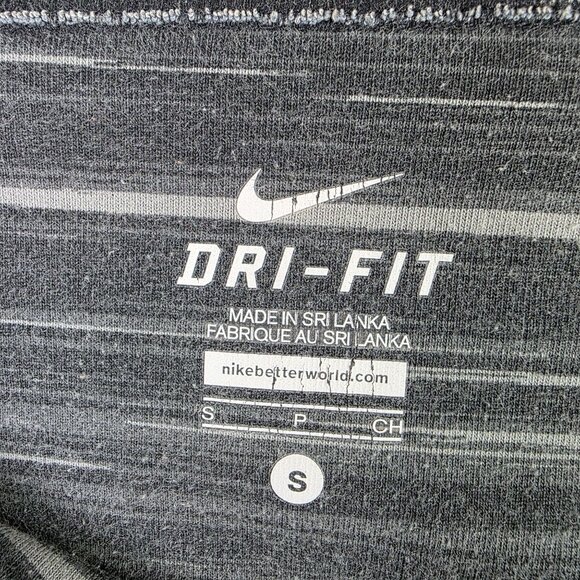 DRI-FIT
MADE IN SRI LANKA
FABRIQUE AU SRI LANKA
nikebetterworld.com
S P CH
S